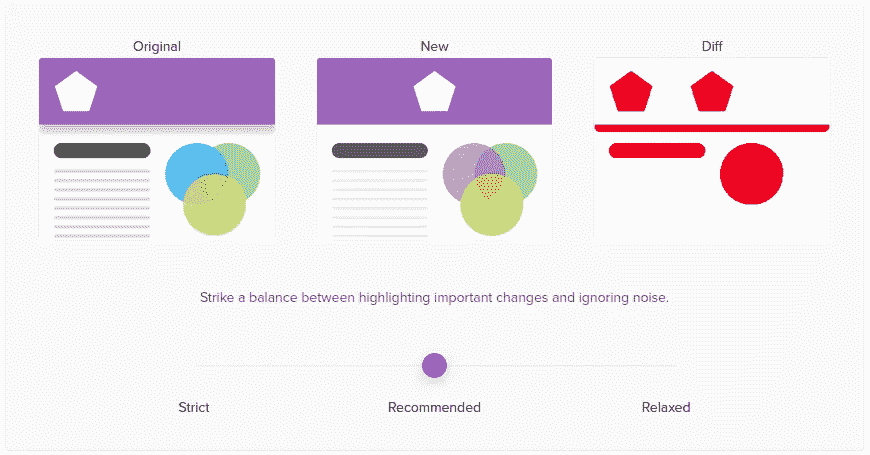 Original
New
Diff
Strike a balance between highlighting important changes and ignoring noise.
Strict
Recommended
Relaxed